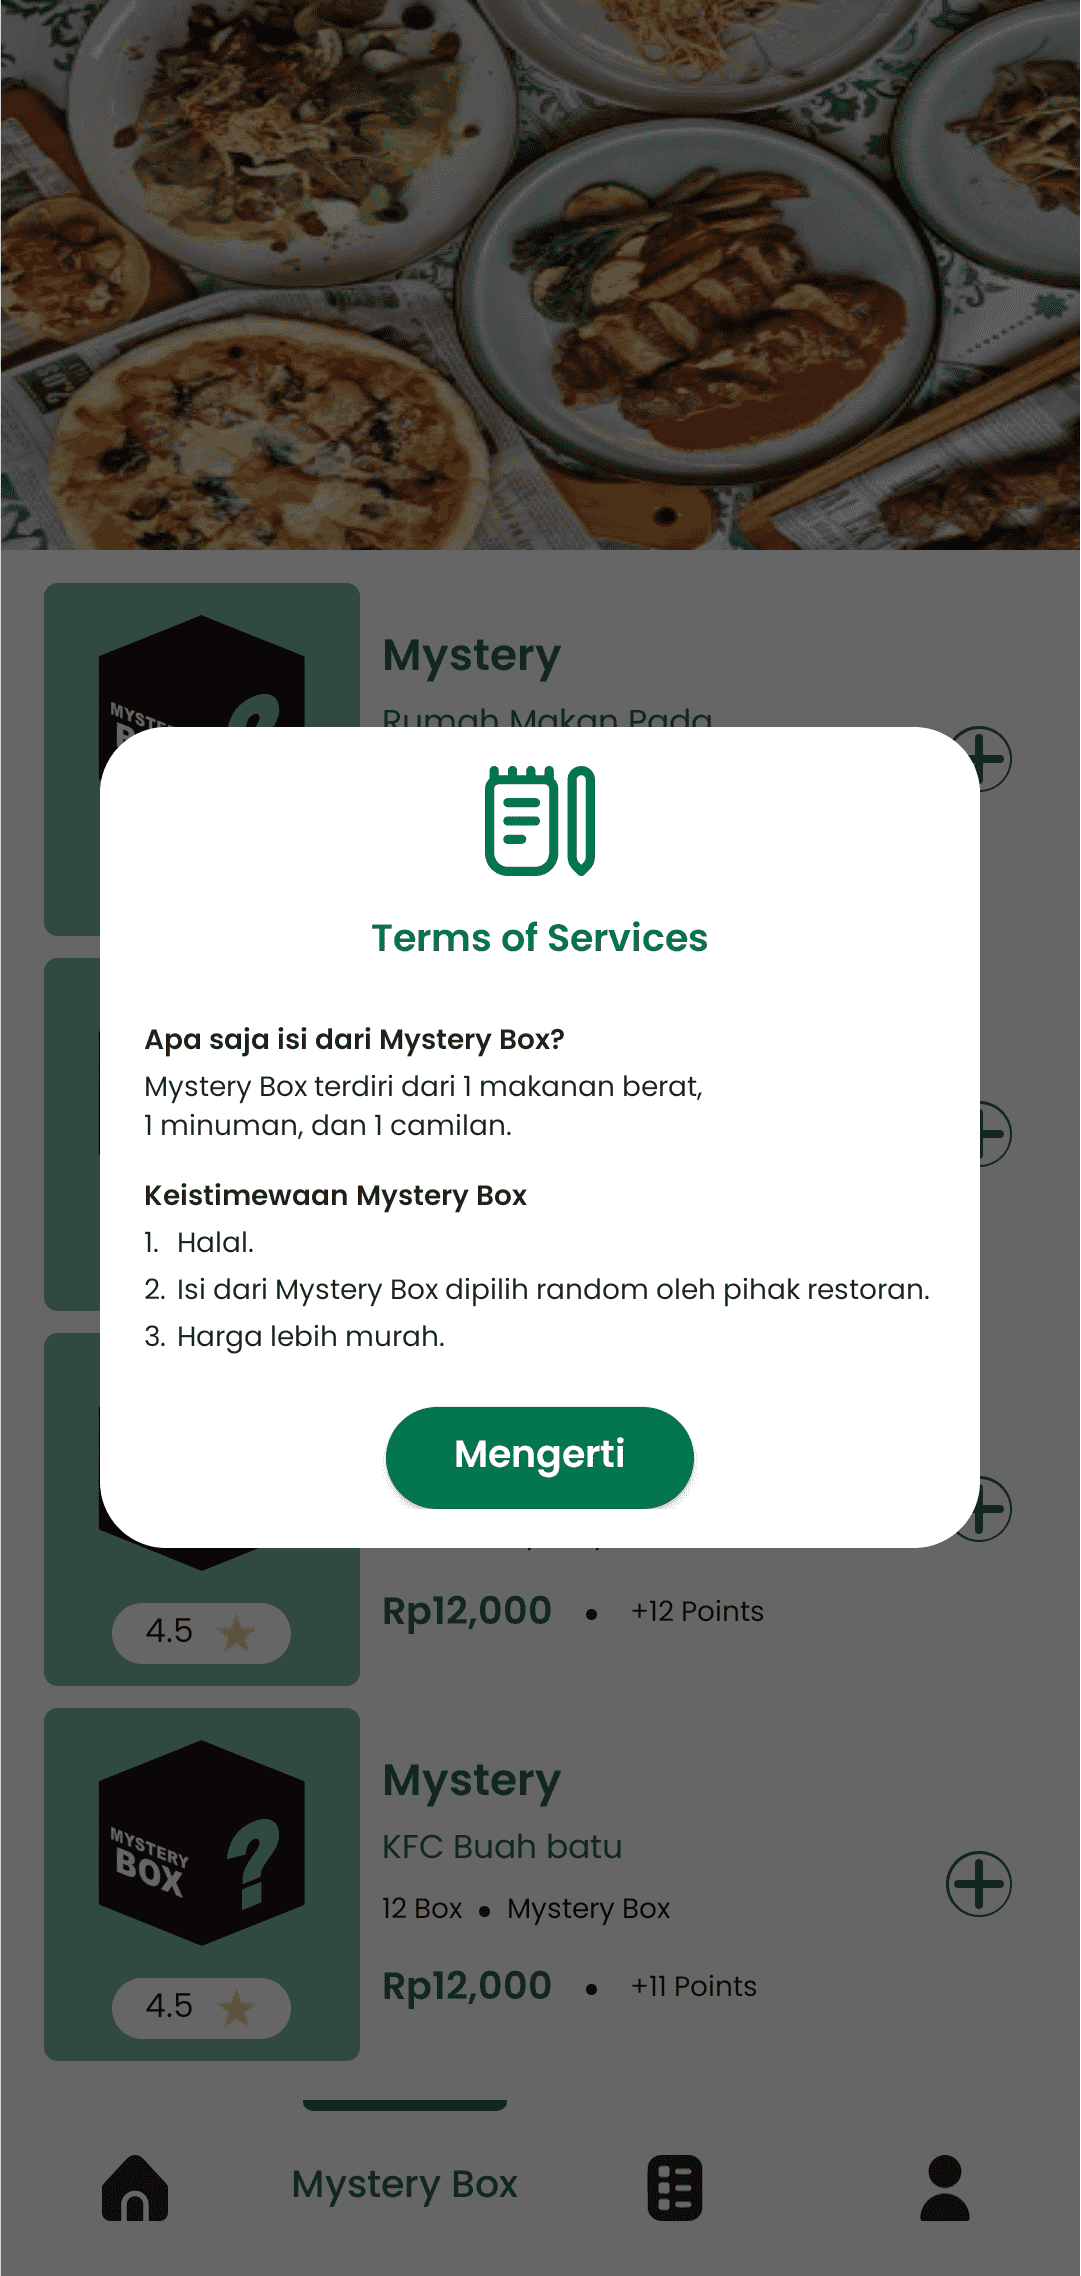 Mystery
Rumah Makan Pada
Terms of Services
Apa saja isi dari Mystery Box?
Mystery Box terdiri dari 1 makanan berat,
1 minuman, dan 1 camilan.
Keistimewaan Mystery Box
1. Halal.
2. Isi dari Mystery Box dipilih random oleh pihak restoran.
3. Harga lebih murah.
Mengerti
4.5
Rp12,000 • +12 Points
MYSTERY
BOX
?
Mystery
KFC Buah batu
12 Box • Mystery Box
4.5
Rp12,000 • +11 Points
Mystery Box